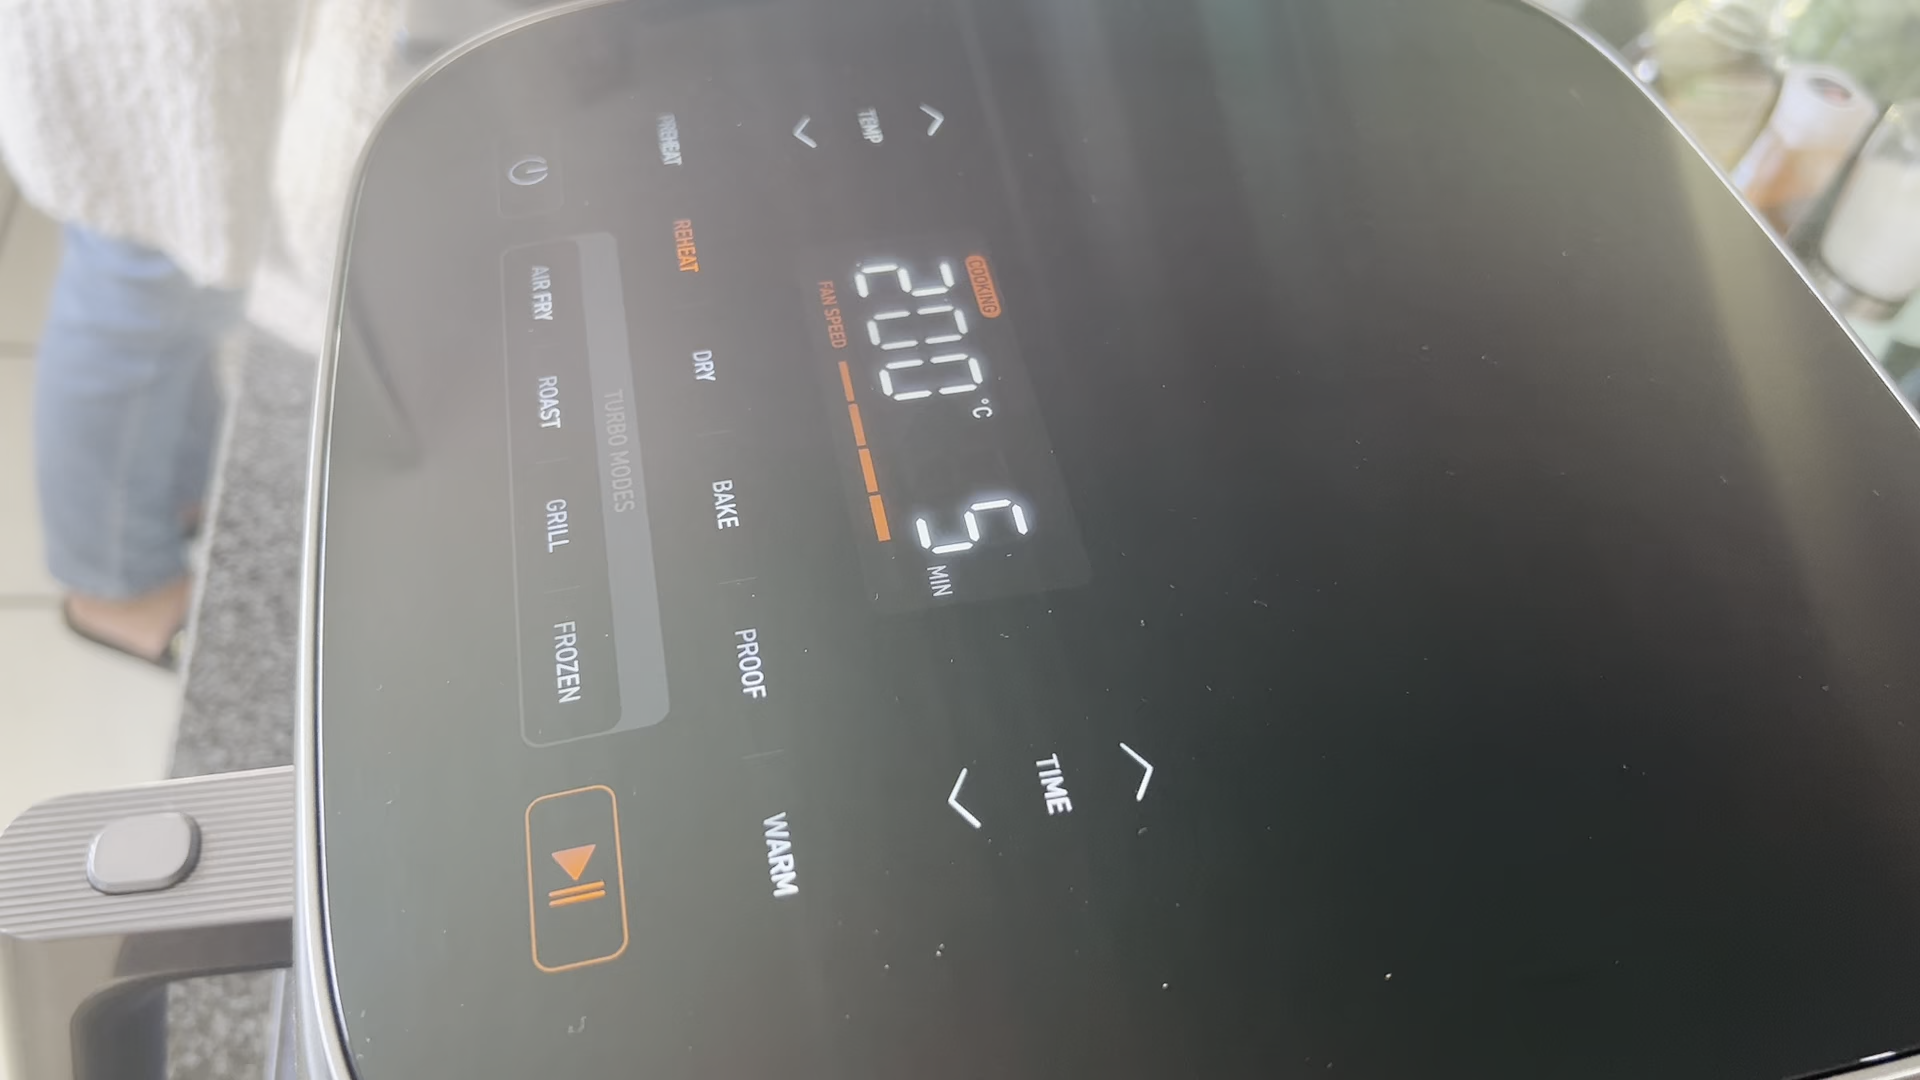 COOKING
TEMP 200 °C 5 MIN TIME
FAN SPEED
PREHEAT REHEAT DRY BAKE PROOF WARM
TURBO MODES
AIR FRY ROAST GRILL FROZEN